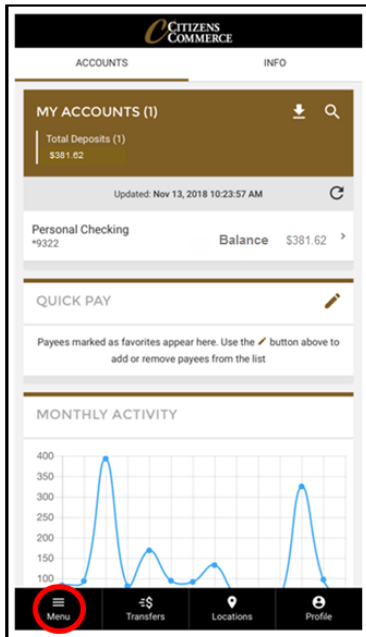 CITIZENS
COMMERCE
ACCOUNTS INFO
MY ACCOUNTS (1)
Total Deposits (1)
$381.62
Updated: Nov 13, 2018 10:23:57 AM
Personal Checking
*9322 Balance $381.62
QUICK PAY
Payees marked as favorites appear here. Use the button above to
add or remove payees from the list
MONTHLY ACTIVITY
400
350
300
250
200
150
100
Menu Transfers Locations Profile